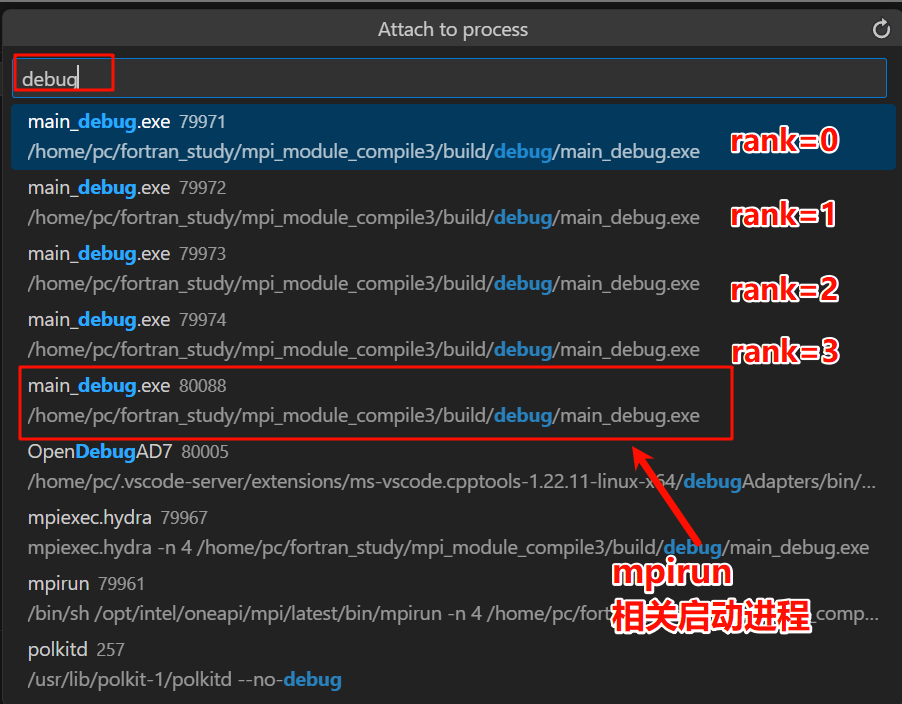 Attach to process
debug
main_debug.exe 79971
/home/pc/fortran_study/mpi_module_compile3/build/debug/main_debug.exe
rank=0
main_debug.exe 79972
/home/pc/fortran_study/mpi_module_compile3/build/debug/main_debug.exe
rank=1
main_debug.exe 79973
/home/pc/fortran_study/mpi_module_compile3/build/debug/main_debug.exe
rank=2
main_debug.exe 79974
/home/pc/fortran_study/mpi_module_compile3/build/debug/main_debug.exe
rank=3
main_debug.exe 80088
/home/pc/fortran_study/mpi_module_compile3/build/debug/main_debug.exe
OpenDebugAD7 80005
/home/pc/.vscode-server/extensions/ms-vscode.cpptools-1.22.11-linux-x64/debugAdapters/bin/...
mpiexec.hydra 79967
mpiexec.hydra -n 4 /home/pc/fortran_study/mpi_module_compile3/build/debug/main_debug.exe
mpirun 79961
/bin/sh /opt/intel/oneapi/mpi/latest/bin/mpirun -n 4 /home/pc/fort comp...
mpirun
相关启动进程
polkitd 257
/usr/lib/polkit-1/polkitd --no-debug